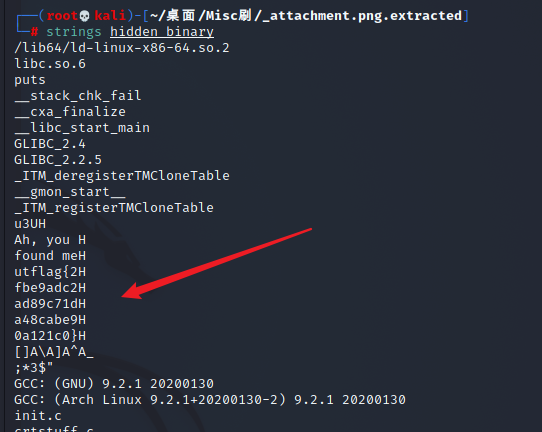 ┌──(root💀kali)-[~/桌面/Misc刷/_attachment.png.extracted]
└─# strings hidden_binary
/lib64/ld-linux-x86-64.so.2
libc.so.6
puts
__stack_chk_fail
__cxa_finalize
__libc_start_main
GLIBC_2.4
GLIBC_2.2.5
_ITM_deregisterTMCloneTable
__gmon_start__
_ITM_registerTMCloneTable
u3UH
Ah, you H
found meH
utflag{2H
fbe9adc2H
ad89c71dH
a48cabe9H
0a121c0}H
[]A\A]A^A_
;*3$"
GCC: (GNU) 9.2.1 20200130
GCC: (Arch Linux 9.2.1+20200130-2) 9.2.1 20200130
init.c
crtstuff.c